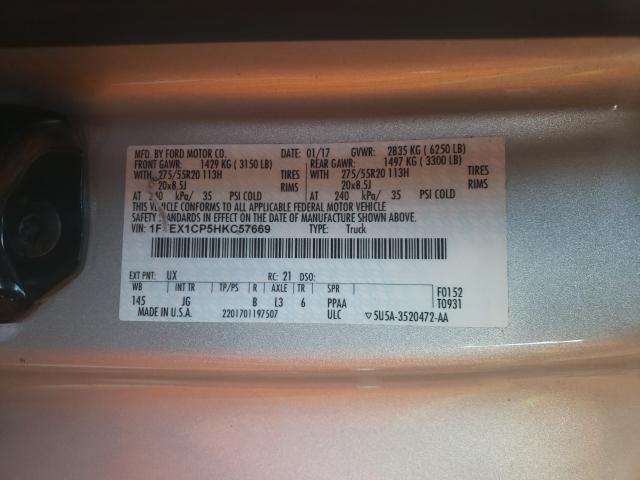 MFD. BY FORD MOTOR CO. DATE: 01/17 GVWR: 2835 KG ( 6250 LB)
FRONT GAWR: 1429 KG ( 3150 LB) REAR GAWR: 1497 KG ( 3300 LB)
WITH 275/55R20 113H TIRES WITH 275/55R20 113H TIRES
20x8.5J RIMS 20x8.5J RIMS
AT 240 kPa/ 35 PSI COLD AT 240 kPa/ 35 PSI COLD
THIS VEHICLE CONFORMS TO ALL APPLICABLE FEDERAL MOTOR VEHICLE
SAFETY STANDARDS IN EFFECT ON THE DATE OF MANUFACTURE SHOWN ABOVE.
VIN: 1FTEX1CP5HKC57669 TYPE: Truck
EXT PNT: UX RC: 21 DSO:
WB INT TR TP/PS R AXLE TR SPR F0152
145 JG B L3 6 PPAA T0931
MADE IN U.S.A. 2201701197507 ULC ▽5U5A-3520472-AA